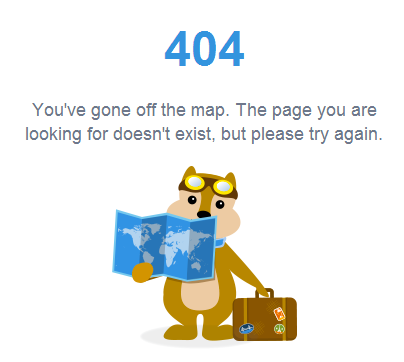 404
You've gone off the map. The page you are
looking for doesn't exist, but please try again.